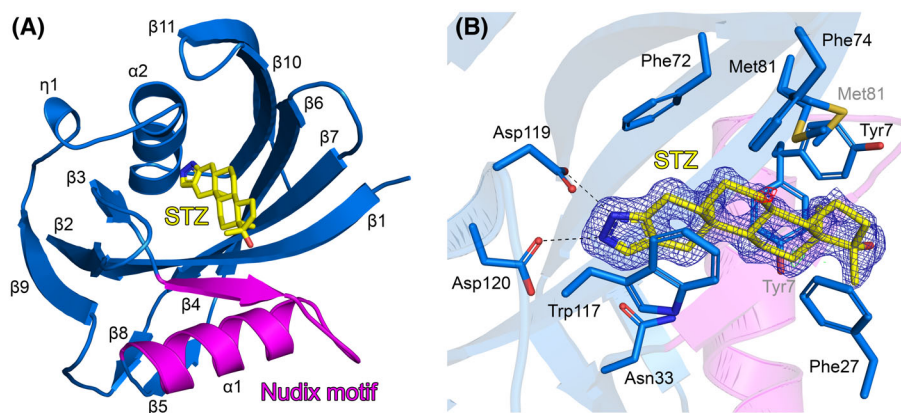 (A)
β11
β10
η1
α2
β6
β7
β3
STZ
β1
β2
β9
β4
β8
α1
β5
Nudix motif
(B)
Phe74
Phe72
Met81
Met81
Asp119
Tyr7
STZ
Asp120
Tyr7
Trp117
Phe27
Asn33